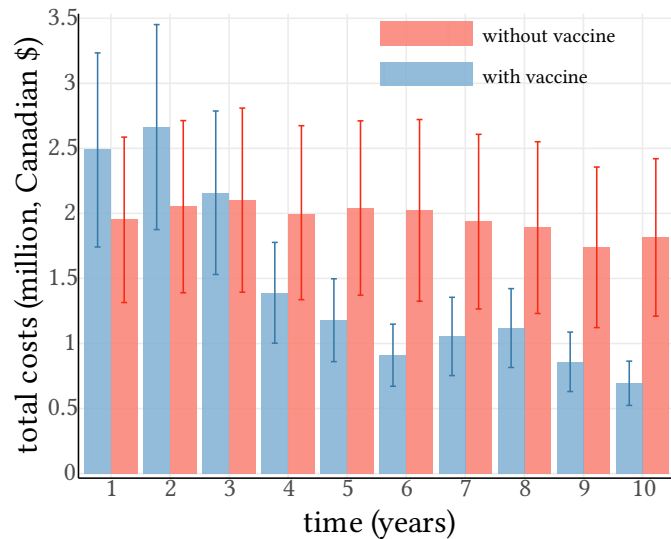 total costs (million, Canadian $)
3.5
3
2.5
2
1.5
1
0.5
0
without vaccine
with vaccine
1 2 3 4 5 6 7 8 9 10
time (years)